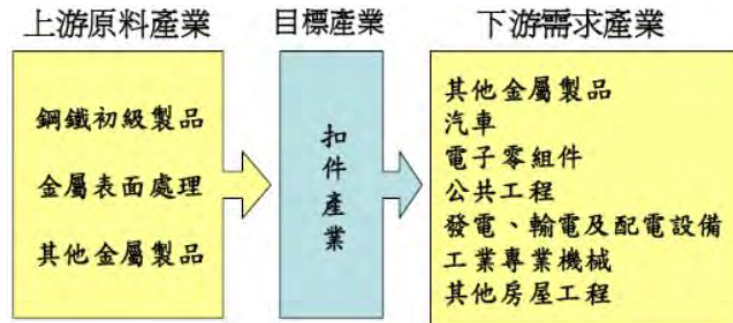 上游原料產業
鋼鐵初級製品
金屬表面處理
其他金屬製品
目標產業
扣件產業
下游需求產業
其他金屬製品
汽車
電子零組件
公共工程
發電、輸電及配電設備
工業專業機械
其他房屋工程